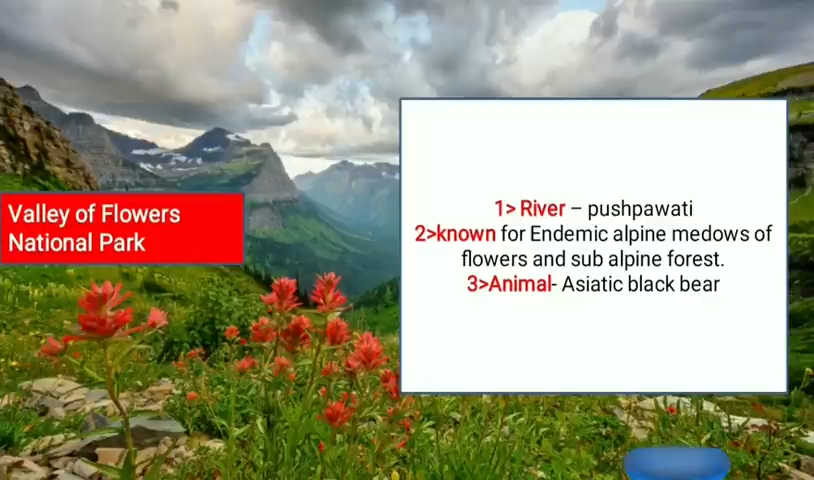 Valley of Flowers
National Park
1> River – pushpawati
2>known for Endemic alpine medows of
flowers and sub alpine forest.
3>Animal- Asiatic black bear